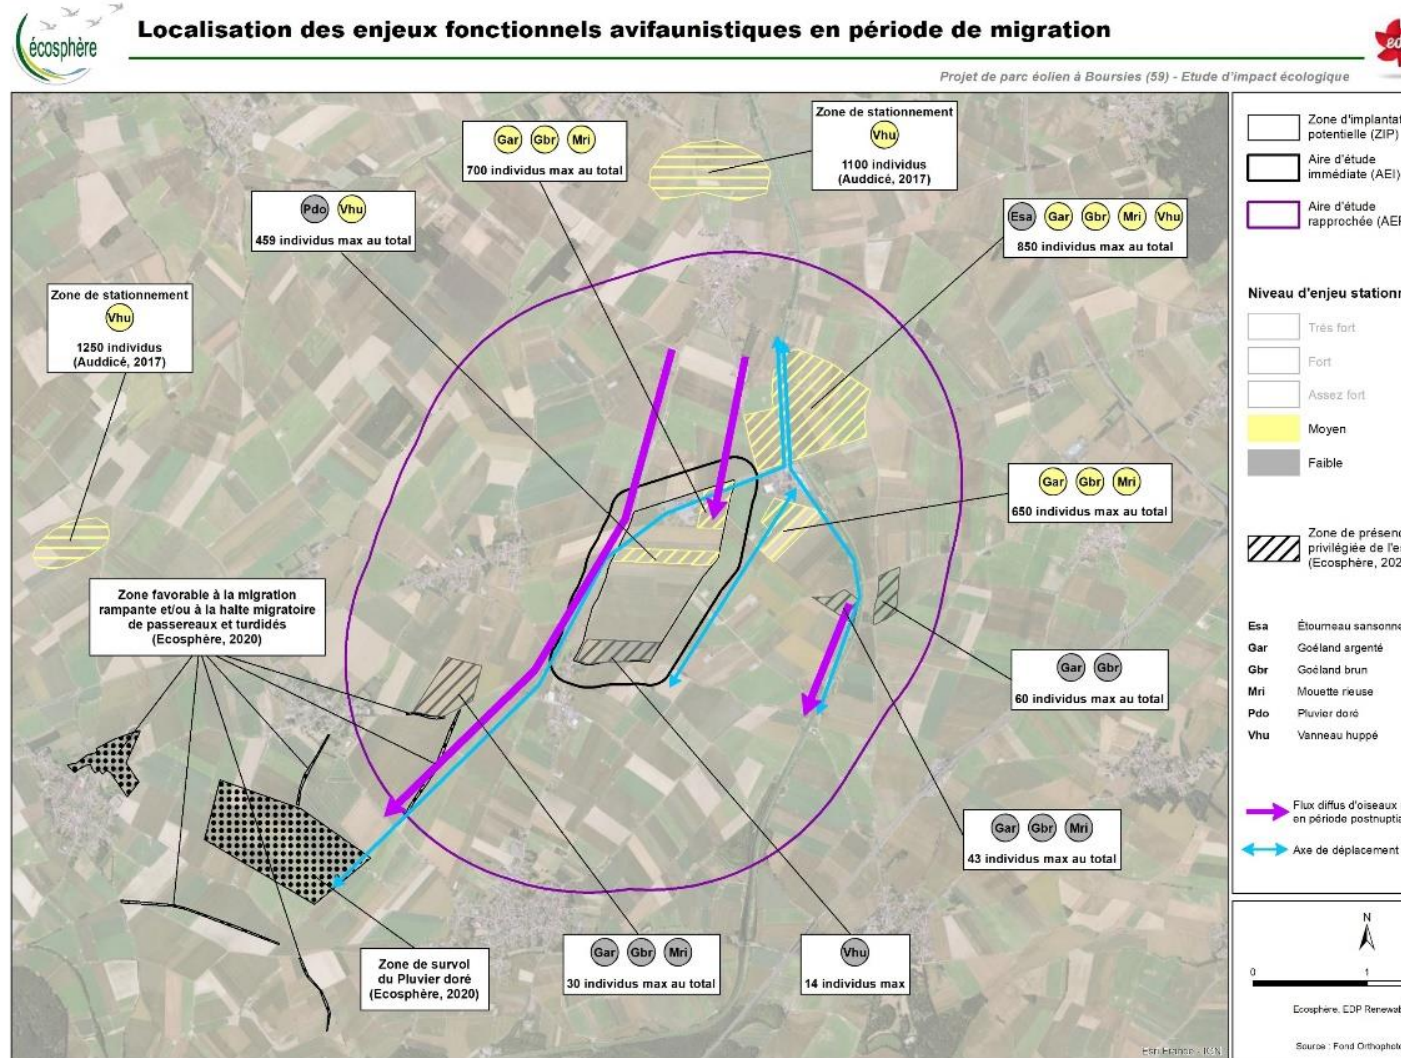 écosphère
Localisation des enjeux fonctionnels avifaunistiques en période de migration
Projet de parc éolien à Boursies (59) - Etude d'impact écologique
Gar Gbr Mri
700 individus max au total
Zone de stationnement
Vhu
1100 individus
(Auddicé, 2017)
Pdo Vhu
459 individus max au total
Esa Gar Gbr Mri Vhu
850 individus max au total
Zone de stationnement
Vhu
1250 individus
(Auddicé, 2017)
Gar Gbr Mri
650 individus max au total
Zone favorable à la migration
rampante et/ou à la halte migratoire
de passereaux et turdidés
(Ecosphère, 2020)
Gar Gbr
60 individus max au total
Gar Gbr Mri
43 individus max au total
Zone de survol
du Pluvier doré
(Ecosphère, 2020)
Gar Gbr Mri
30 individus max au total
Vhu
14 individus max
Esri France - IGN
Zone d'implantat
potentielle (ZIP)
Aire d'étude
immédiate (AEI)
Aire d'étude
rapprochée (AER
Niveau d'enjeu stationn
Très fort
Fort
Assez fort
Moyen
Faible
Zone de présenc
privilégiée de l'e
(Ecosphère, 202
Esa Étourneau sansonne
Gar Goéland argenté
Gbr Goéland brun
Mri Mouette rieuse
Pdo Pluvier doré
Vhu Vanneau huppé
Flux diffus d'oiseaux
en période postnuptia
Axe de déplacement
N
0 1
Ecosphère, EDP Renewab
Source : Fond Orthophoto